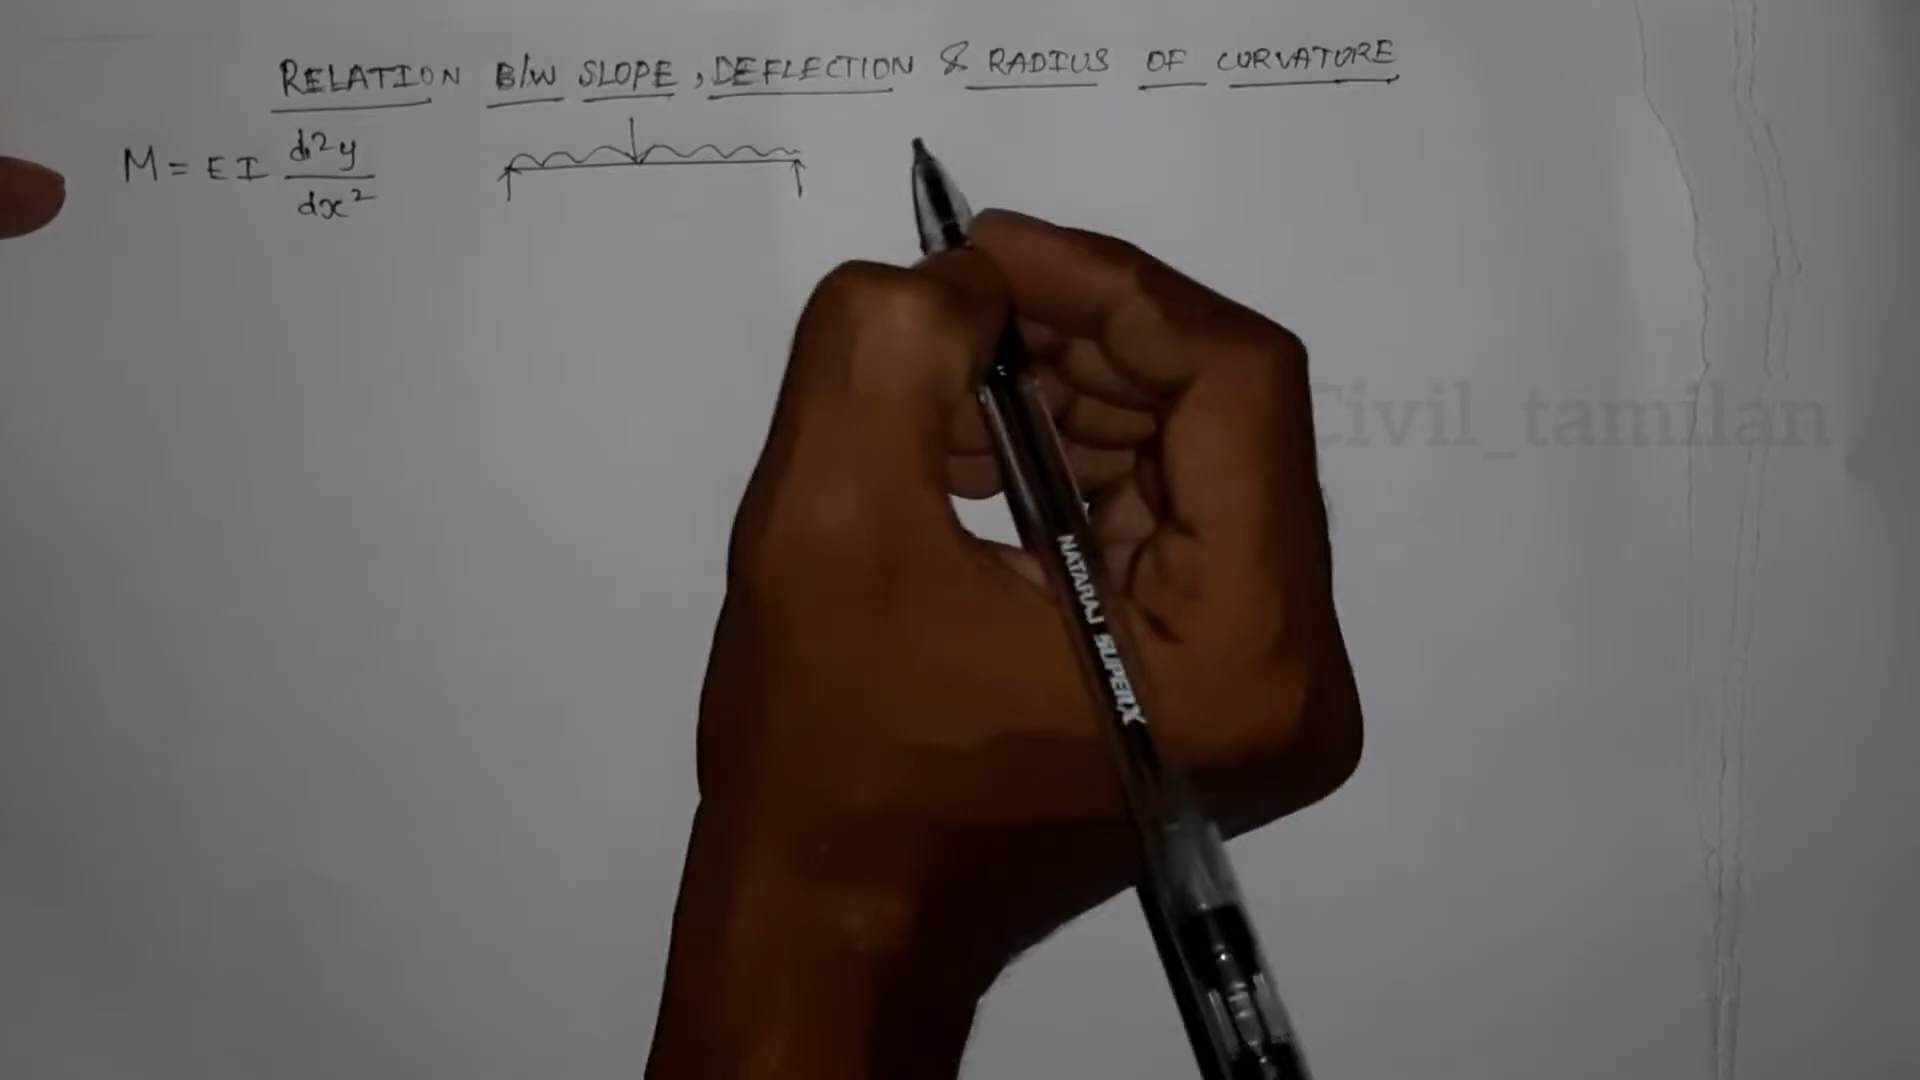 RELATION B/W SLOPE, DEFLECTION & RADIUS OF CURVATURE
M = EI d²y/dx²
Civil_tamilan
NATARAJ SUPERX